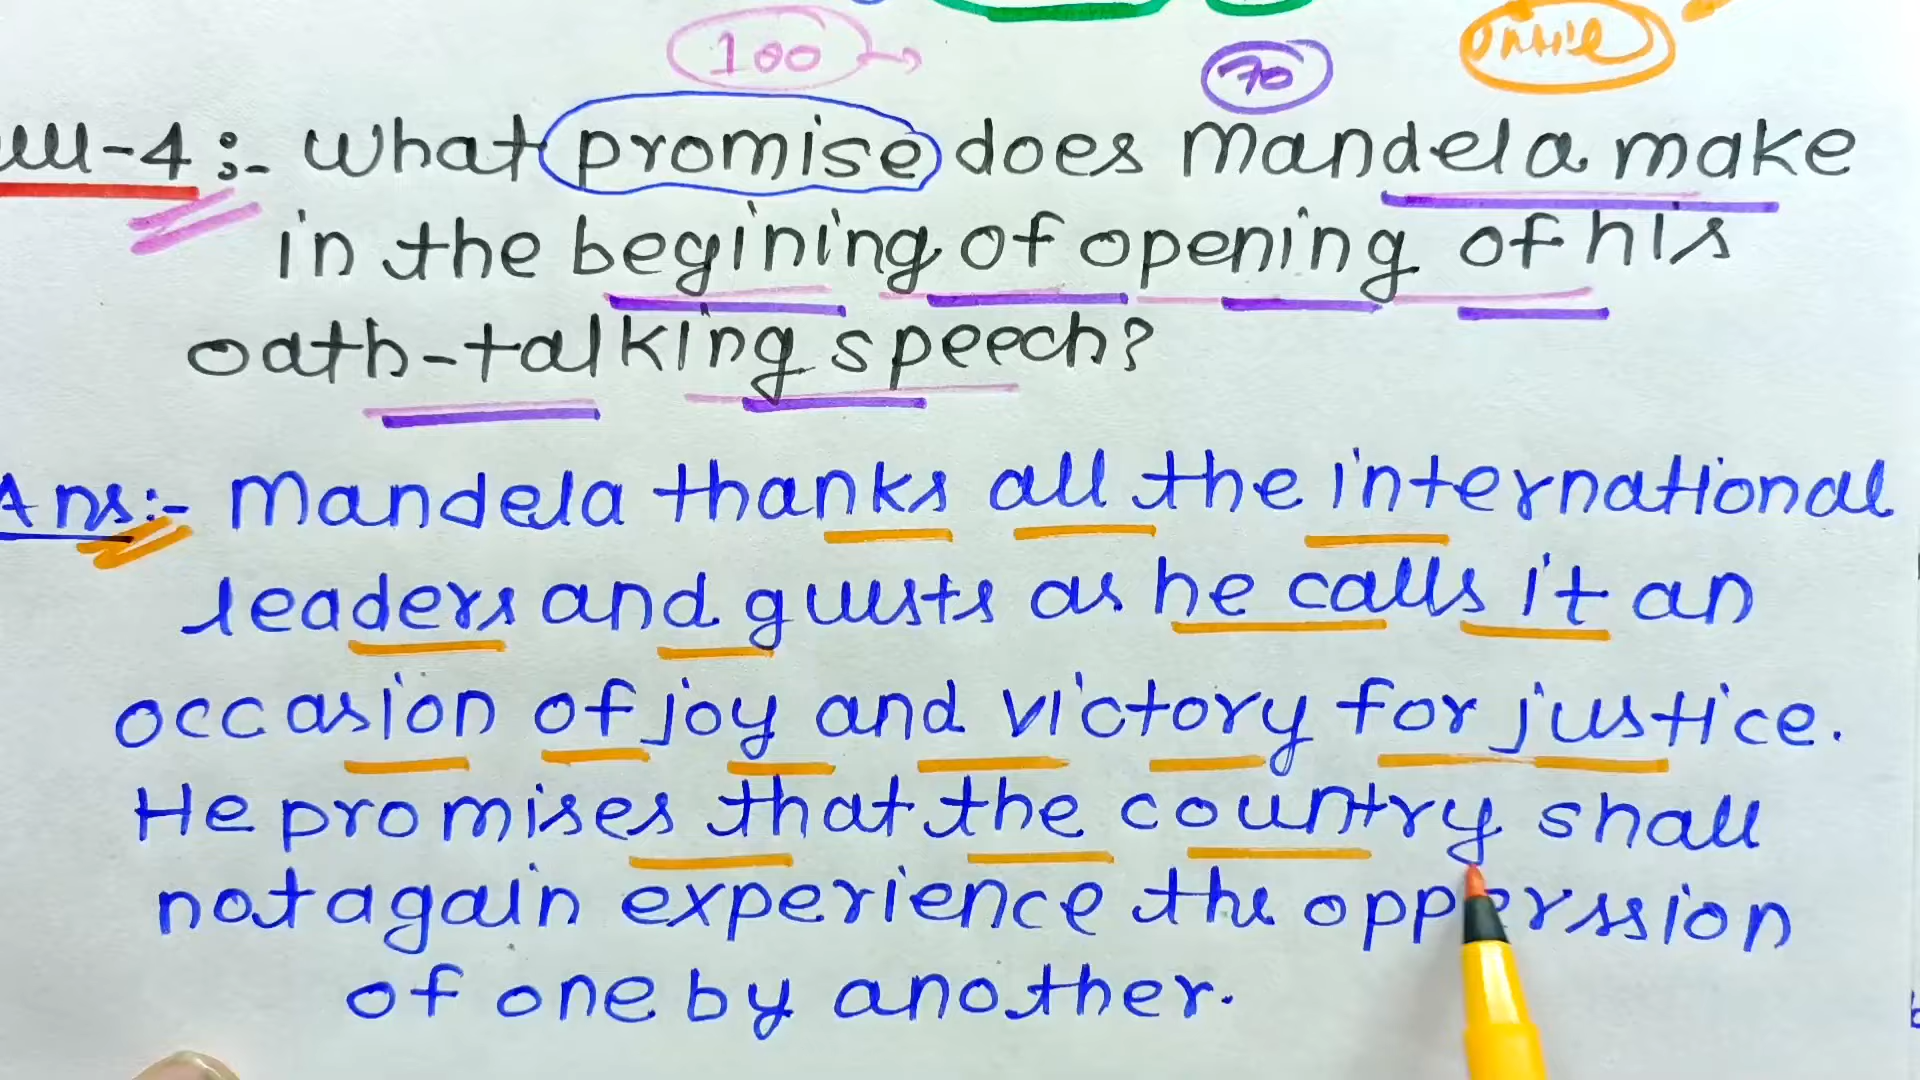 100
70
-4:- What promise does Mandela make
in the begining of opening of his
oath-talking speech?
Ans:- Mandela thanks all the international
leaders and guests as he calls it an
occasion of joy and victory for justice.
He promises that the country shall
not again experience the opperssion
of one by another.